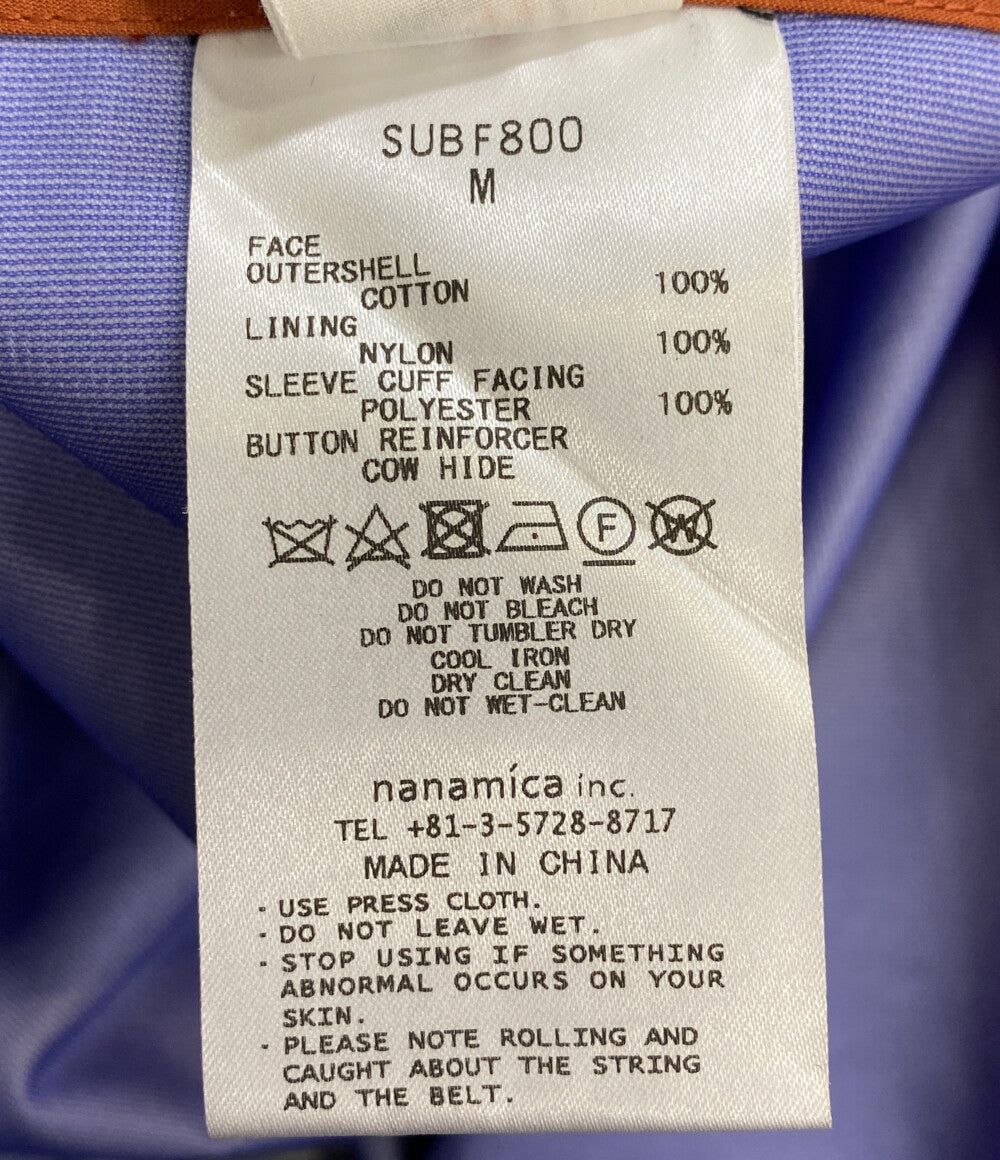 SUBF800
M
FACE
OUTERSHELL
COTTON 100%
LINING
NYLON 100%
SLEEVE CUFF FACING
POLYESTER 100%
BUTTON REINFORCER
COW HIDE
F W
DO NOT WASH
DO NOT BLEACH
DO NOT TUMBLER DRY
COOL IRON
DRY CLEAN
DO NOT WET-CLEAN
nanamíca inc.
TEL +81-3-5728-8717
MADE IN CHINA
· USE PRESS CLOTH.
· DO NOT LEAVE WET.
· STOP USING IF SOMETHING
ABNORMAL OCCURS ON YOUR
SKIN.
· PLEASE NOTE ROLLING AND
CAUGHT ABOUT THE STRING
AND THE BELT.